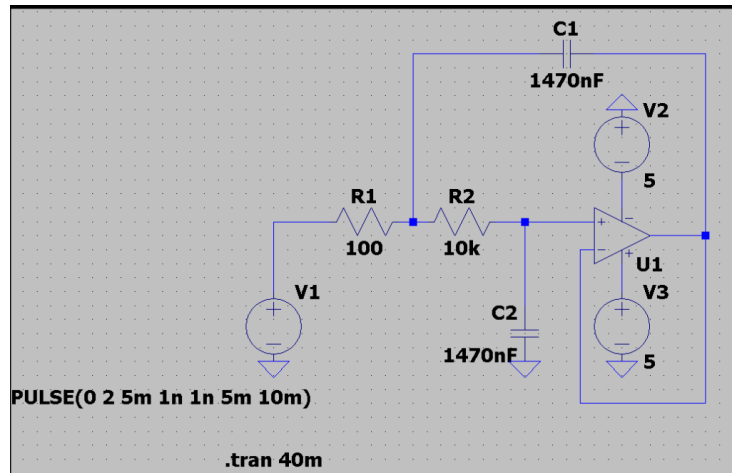 C1
1470nF
V2
5
R1
100
R2
10k
U1
V1
V3
5
C2
1470nF
PULSE(0 2 5m 1n 1n 5m 10m)
.tran 40m